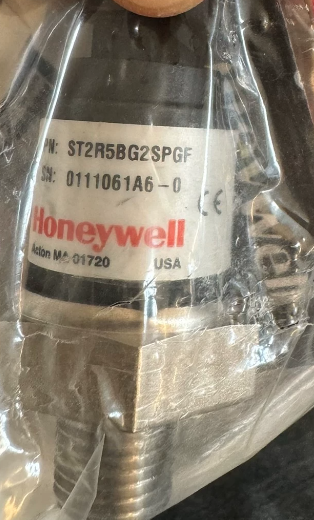 PN: ST2R5BG2SPGF
SN: 0111061A6-0
CE
Honeywell
Acton MA 01720 USA